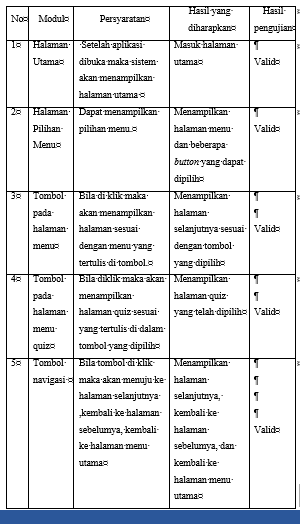 No Modul Persyaratan Hasil yang diharapkan Hasil pengujian
1 Halaman Utama Setelah aplikasi dibuka maka sistem akan menampilkan halaman utama Masuk halaman utama Valid
2 Halaman Pilihan Menu Dapat menampilkan pilihan menu. Menampilkan halaman menu dan beberapa button yang dapat dipilih Valid
3 Tombol pada halaman menu Bila di klik maka akan menampilkan halaman sesuai dengan menu yang tertulis di tombol. Menampilkan halaman selanjutnya sesuai dengan tombol yang dipilih Valid
4 Tombol pada halaman menu quiz Bila diklik maka akan menampilkan halaman quiz sesuai yang tertulis di dalam tombol yang dipilih Menampilkan halaman quiz yang telah dipilih Valid
5 Tombol navigasi Bila tombol di klik maka akan menuju ke halaman selanjutnya ,kembali ke halaman sebelumya, kembali ke halaman menu utama Menampilkan halaman selanjutnya, kembali ke halaman sebelumya, dan kembali ke halaman menu utama Valid